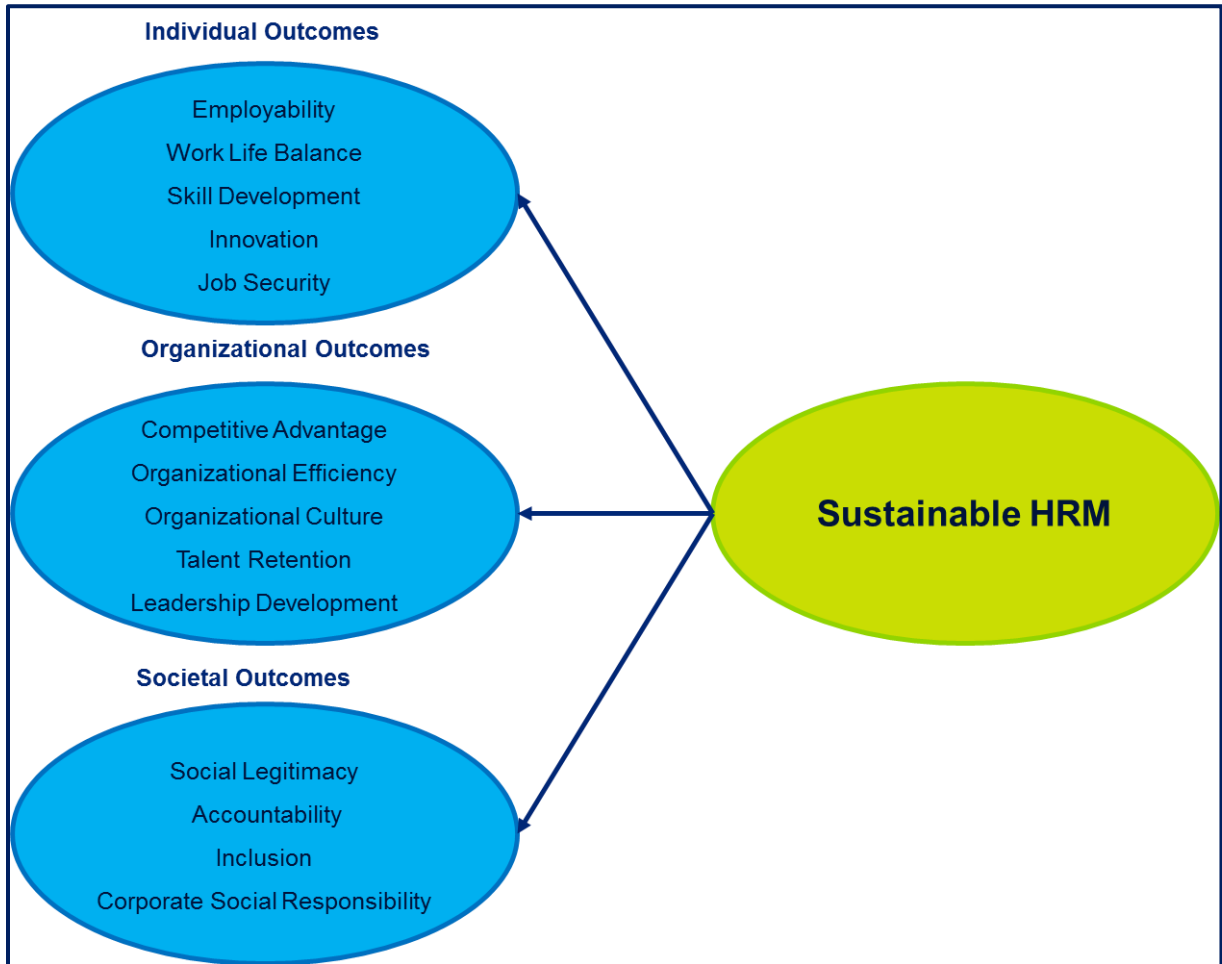 Individual Outcomes
Employability
Work Life Balance
Skill Development
Innovation
Job Security
Organizational Outcomes
Competitive Advantage
Organizational Efficiency
Organizational Culture
Talent Retention
Leadership Development
Sustainable HRM
Societal Outcomes
Social Legitimacy
Accountability
Inclusion
Corporate Social Responsibility